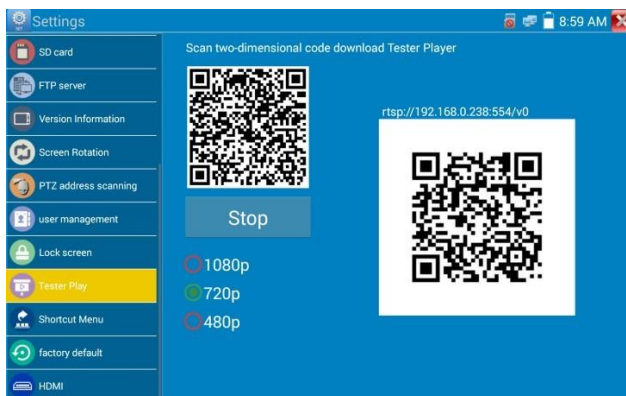 Settings
8:59 AM
SD card
FTP server
Version Information
Screen Rotation
PTZ address scanning
user management
Lock screen
Tester Play
Shortcut Menu
factory default
HDMI
Scan two-dimensional code download Tester Player
rtsp://192.168.0.238:554/v0
Stop
1080p
720p
480p